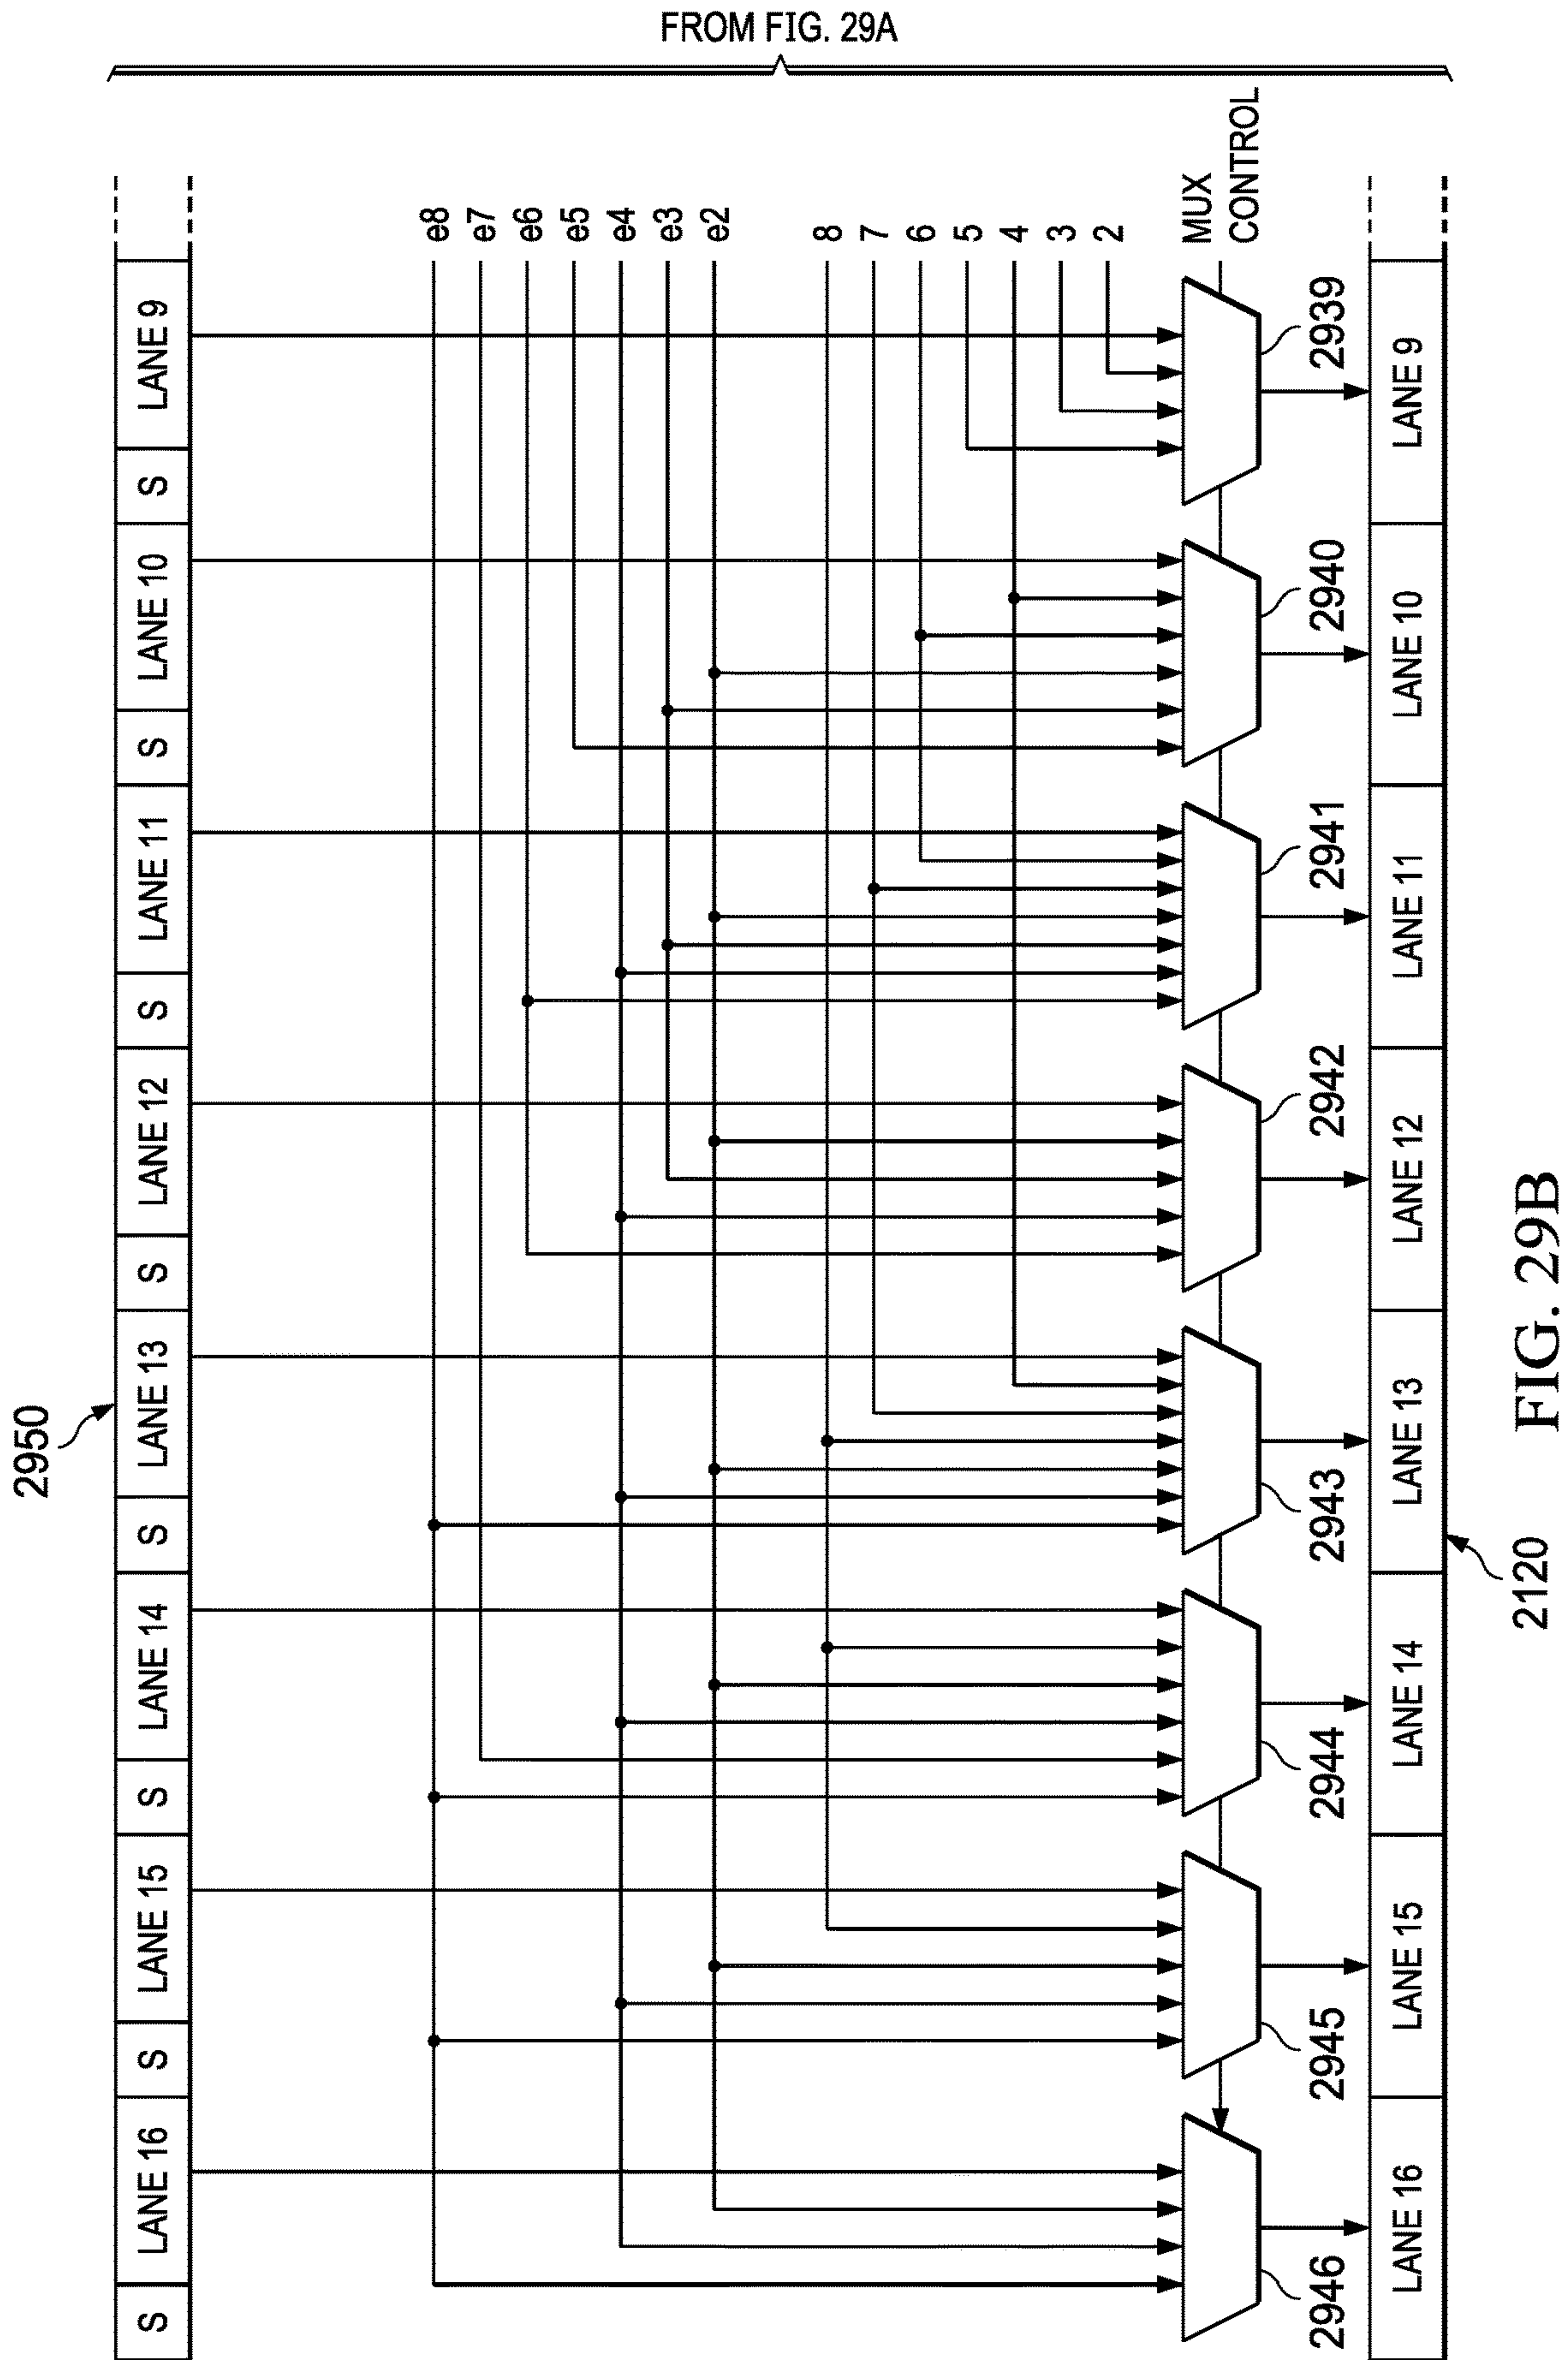 FROM FIG. 29A
2950
S
LANE 16
S
LANE 15
S
LANE 14
S
LANE 13
S
LANE 12
S
LANE 11
S
LANE 10
S
LANE 9
e8
e7
e6
e5
e4
e3
e2
8
7
6
5
4
3
2
MUX
CONTROL
2946
2945
2944
2943
2942
2941
2940
2939
LANE 16
LANE 15
LANE 14
LANE 13
LANE 12
LANE 11
LANE 10
LANE 9
2120
FIG. 29B